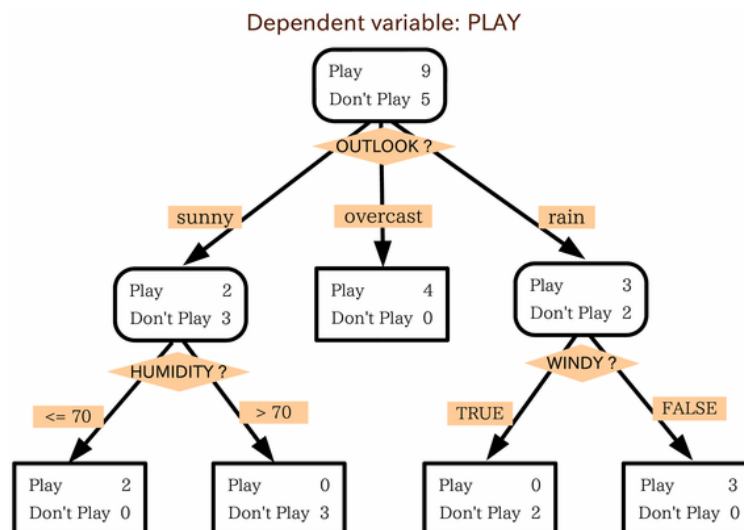 Dependent variable: PLAY
Play 9
Don't Play 5
OUTLOOK ?
sunny
overcast
rain
Play 2
Don't Play 3
Play 4
Don't Play 0
Play 3
Don't Play 2
HUMIDITY ?
WINDY ?
<= 70
> 70
TRUE
FALSE
Play 2
Don't Play 0
Play 0
Don't Play 3
Play 0
Don't Play 2
Play 3
Don't Play 0